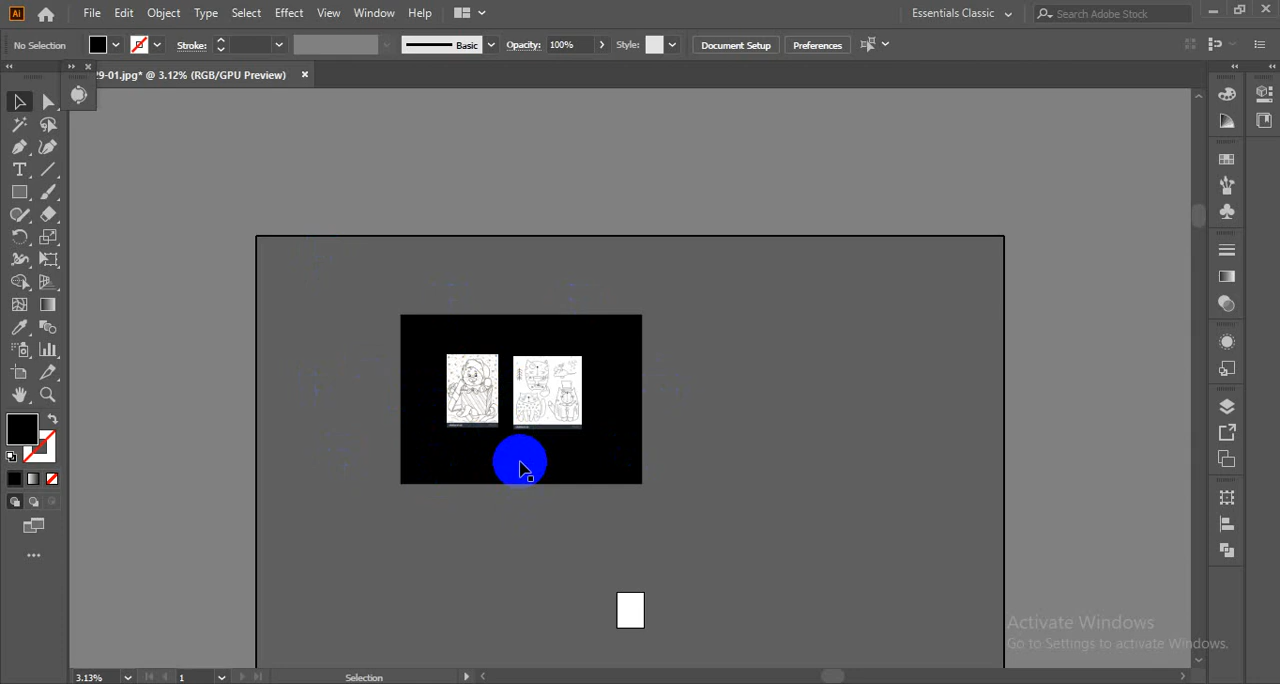 Ai File Edit Object Type Select Effect View Window Help Essentials Classic Search Adobe Stock
No Selection Stroke: Basic Opacity: 100% Style: Document Setup Preferences
9-01.jpg* @ 3.12% (RGB/GPU Preview)
Activate Windows
Go to Settings to activate Windows.
3.13% 1 Selection